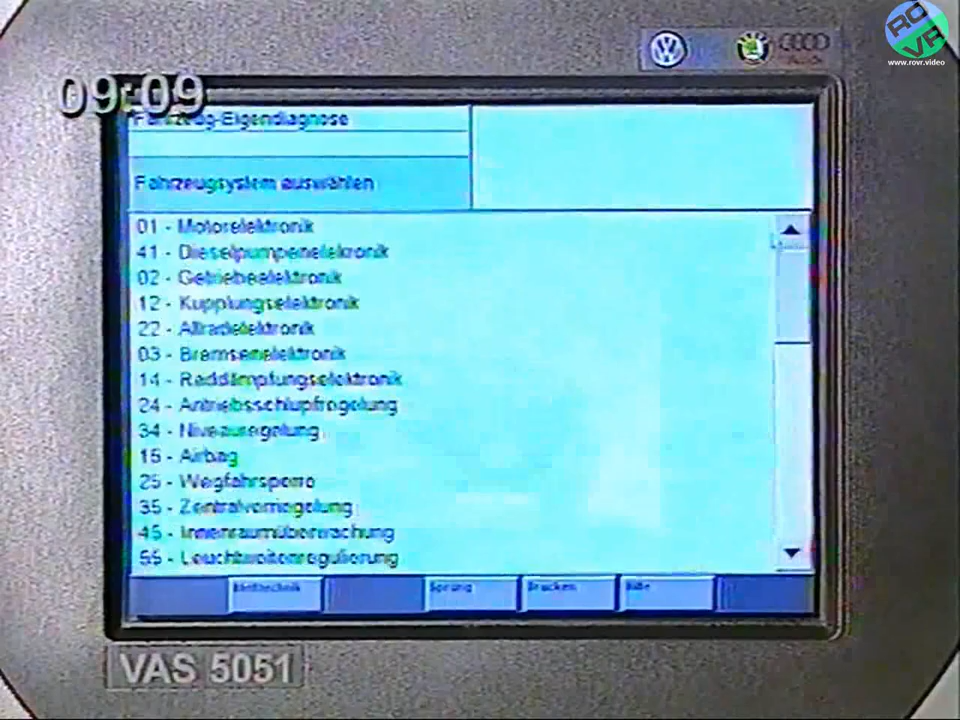 ROVR
www.rovr.video
09:09
Fahrzeug-Eigendiagnose
Fahrzeugsystem auswählen
01 - Motorelektronik
41 - Dieselpumpenelekronik
02 - Getriebeelektronik
12 - Kupplungselektronik
22 - Allradelektronik
03 - Bremsenelektronik
14 - Raddämpfungselektronik
24 - Antriebsschlupfregelung
34 - Niveauregelung
15 - Airbag
25 - Wegfahrsperre
35 - Zentralverriegelung
45 - Innenraumüberwachung
55 - Leuchtweitenregulierung
Meßtechnik
Sprung
Drucken
Hilfe
VAS 5051